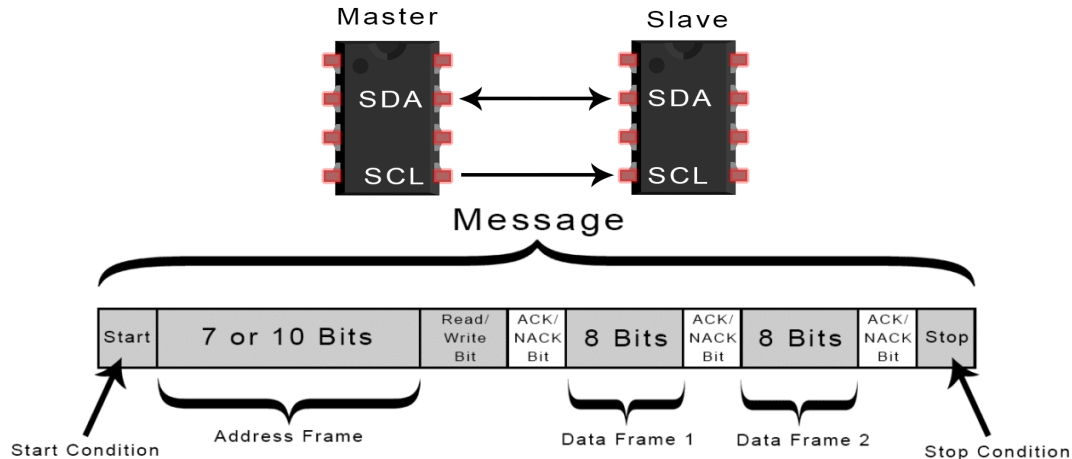 Master
Slave
SDA
SDA
SCL
SCL
Message
Start
7 or 10 Bits
Read/
Write
Bit
ACK/
NACK
Bit
8 Bits
ACK/
NACK
Bit
8 Bits
ACK/
NACK
Bit
Stop
Start Condition
Address Frame
Data Frame 1
Data Frame 2
Stop Condition